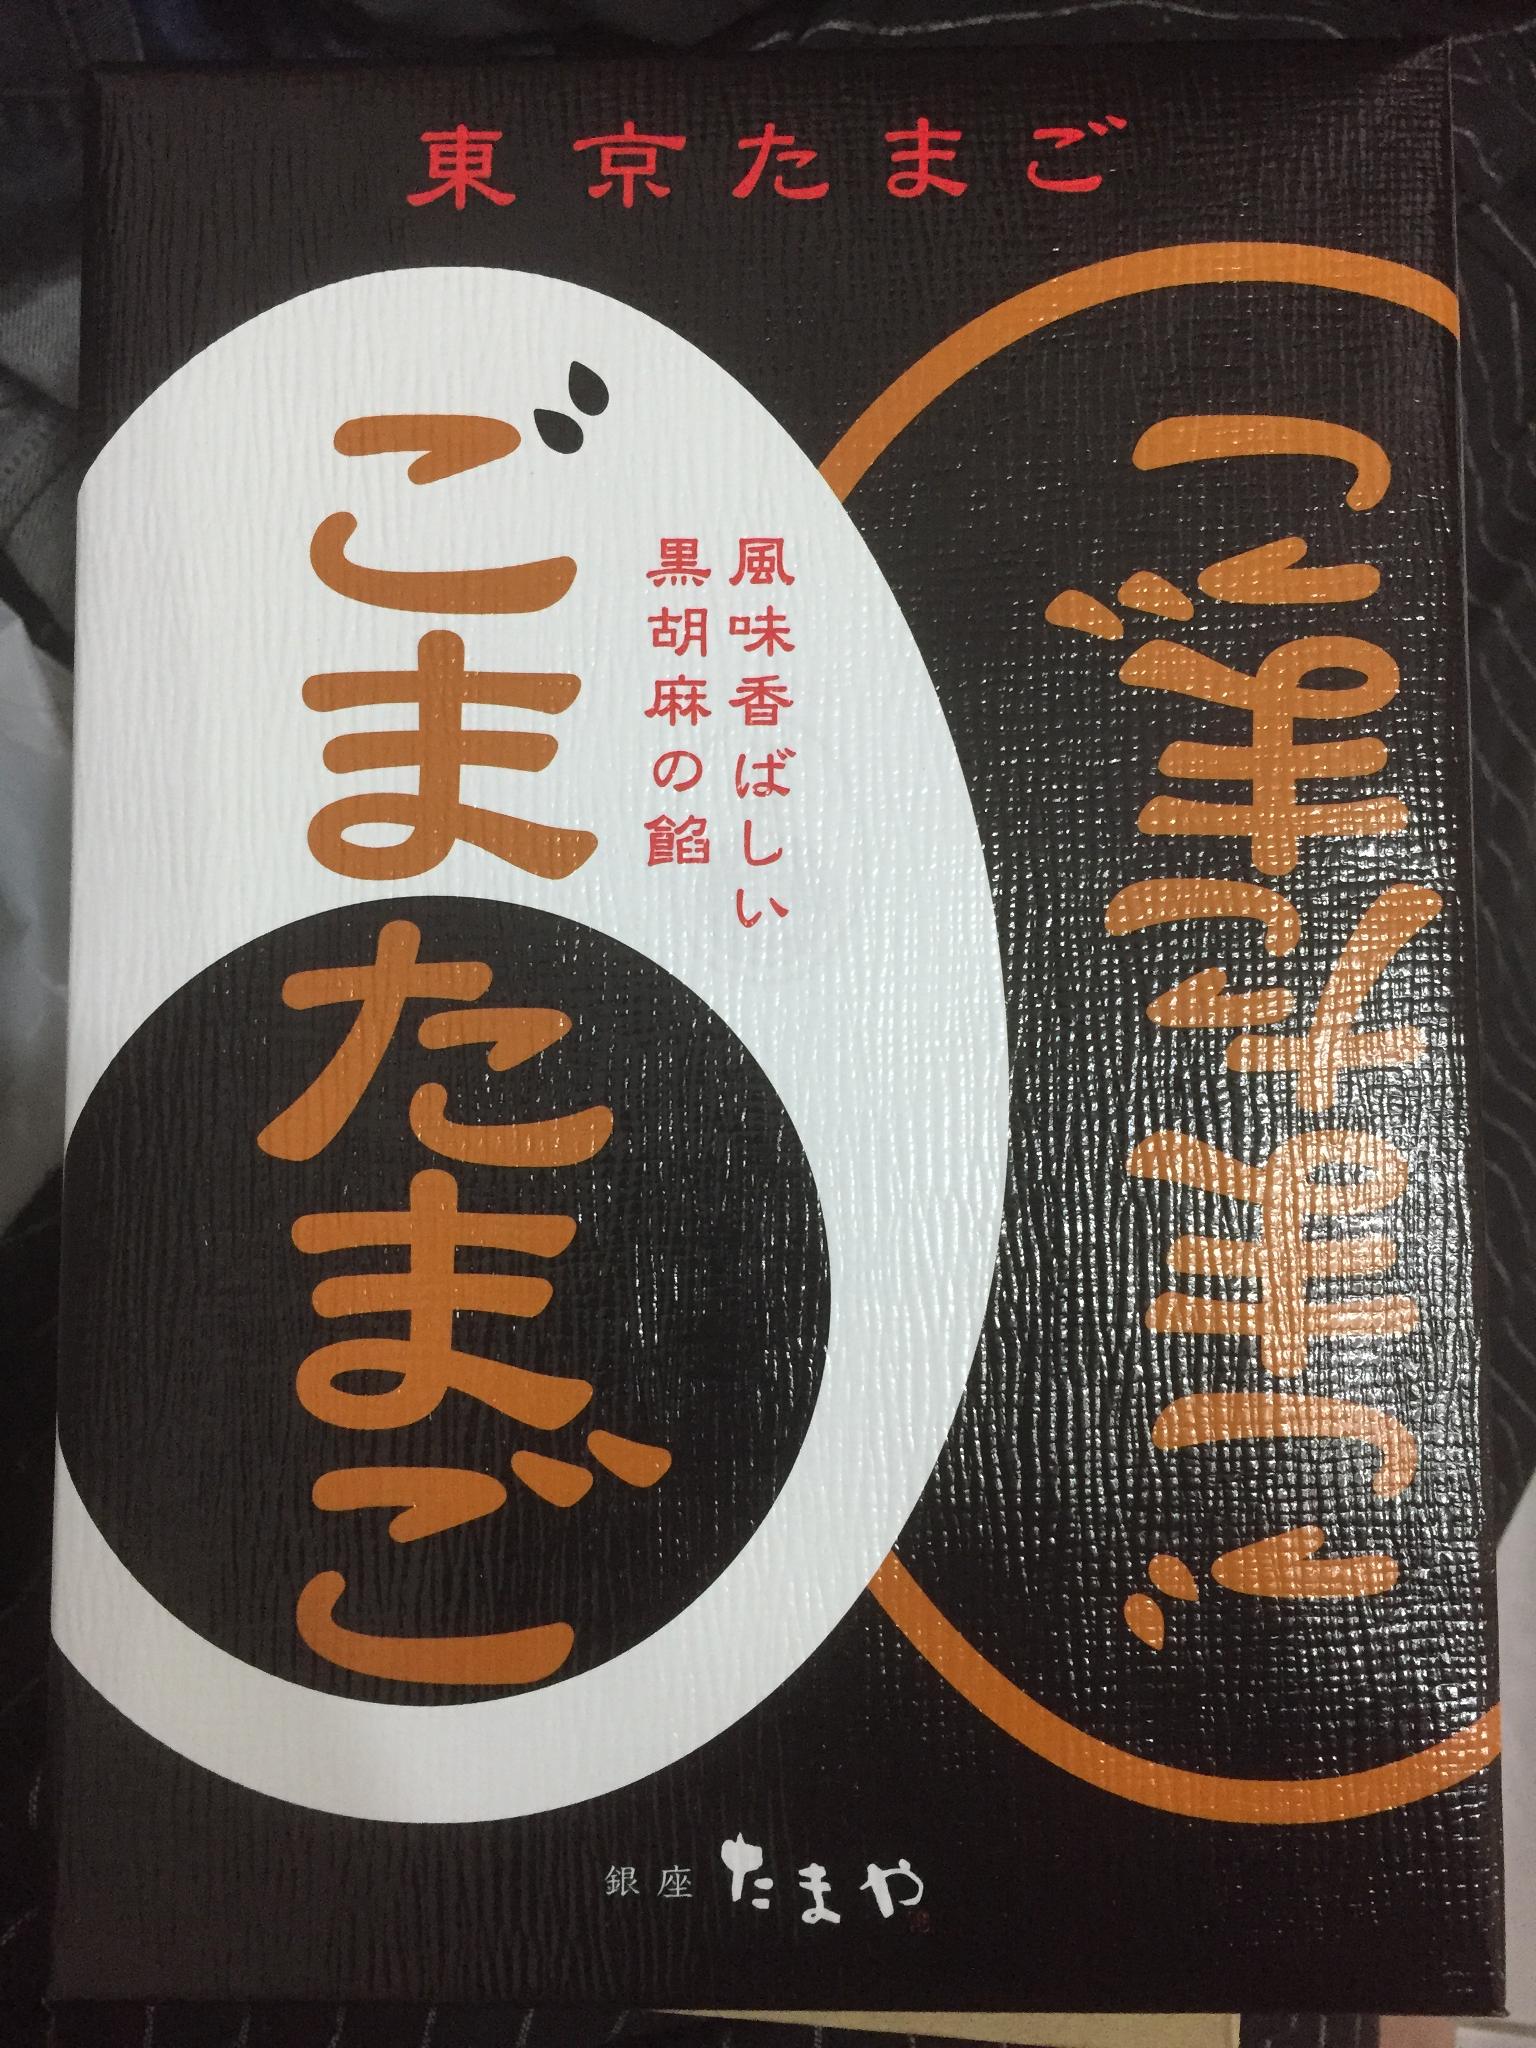 東京たまご
ごまたまご
風味香ばしい
黒胡麻の餡
ごまたまご
銀座 たまや